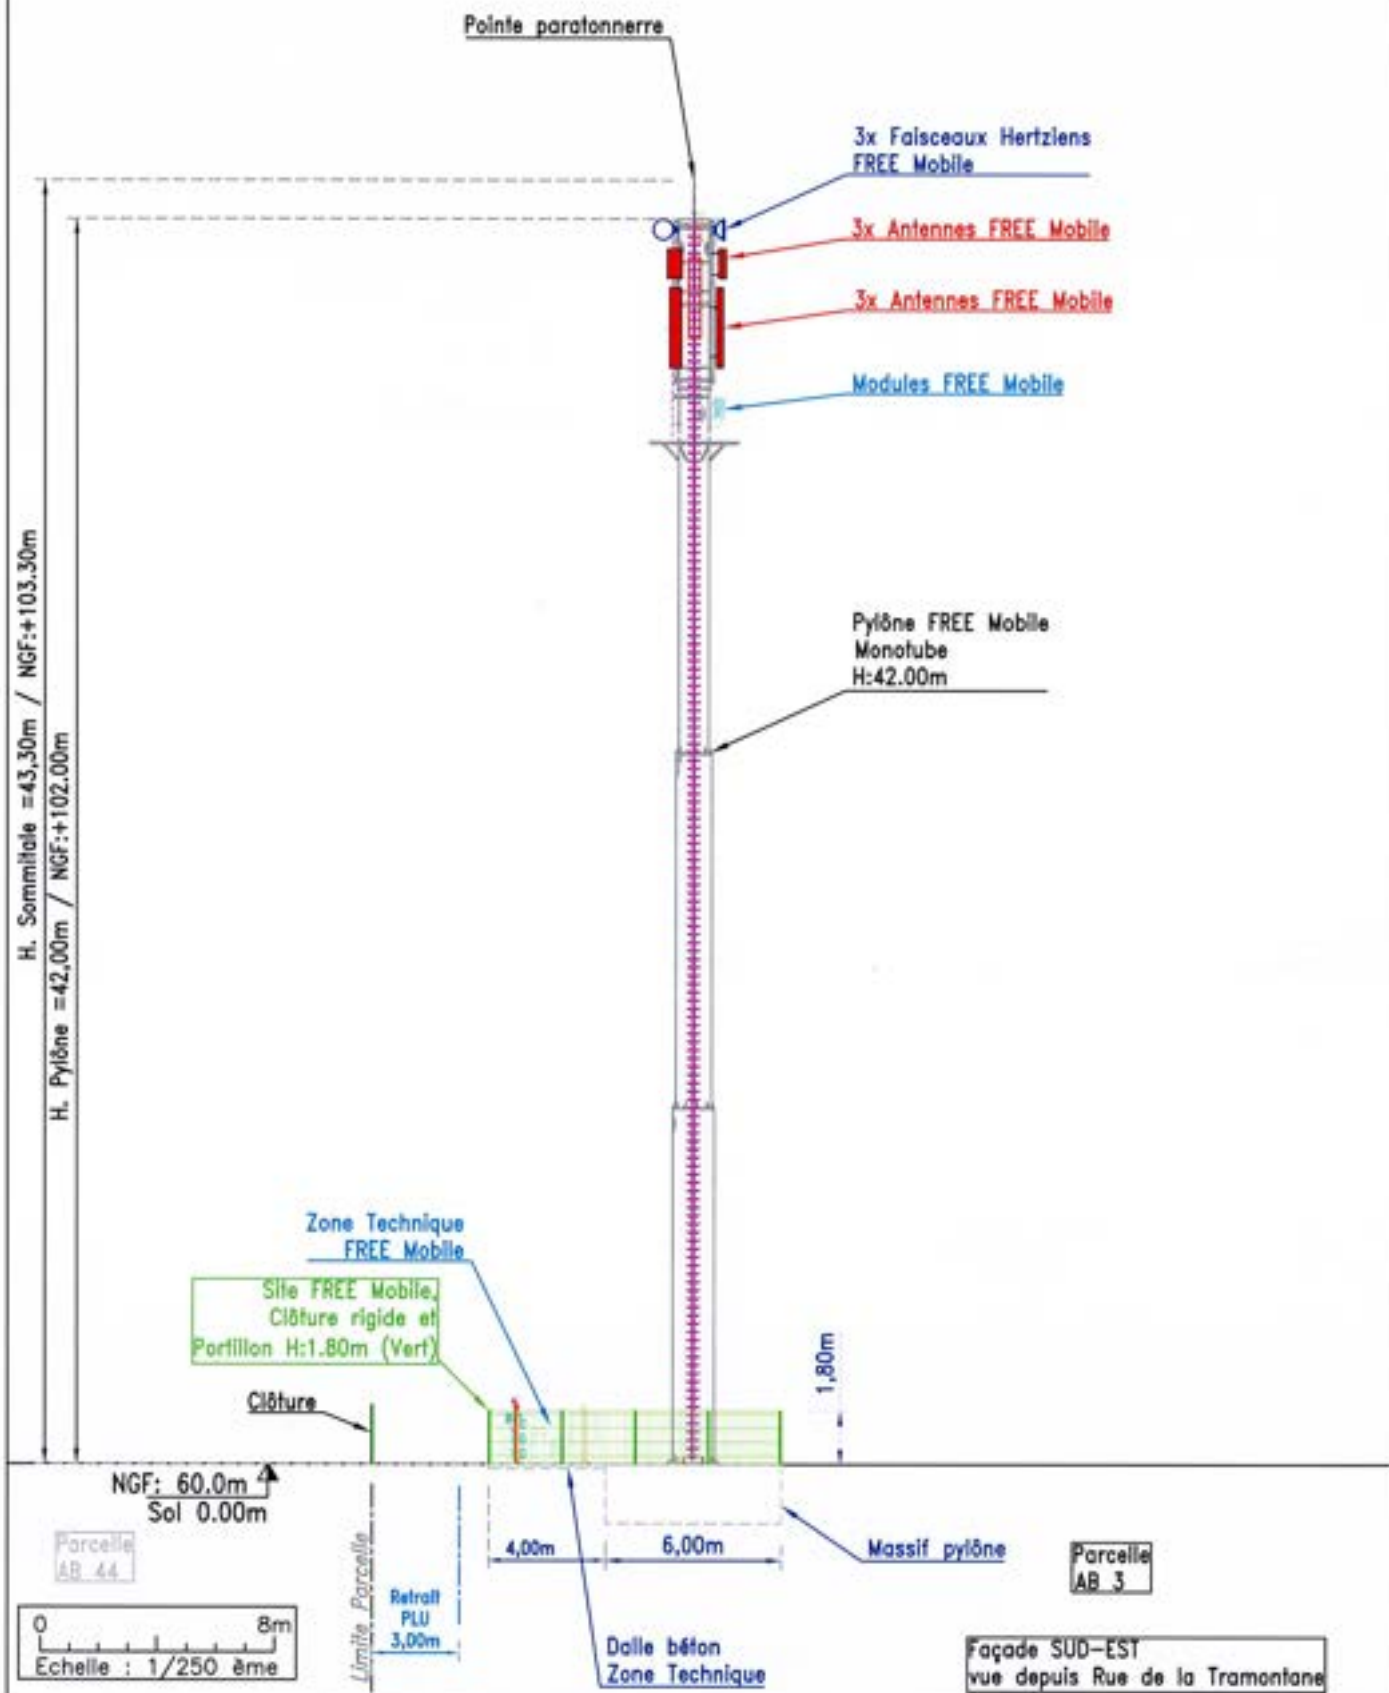 Pointe paratonnerre
3x Faisceaux Hertziens
FREE Mobile
3x Antennes FREE Mobile
3x Antennes FREE Mobile
Modules FREE Mobile
H. Sommitale =43,30m / NGF:+103.30m
H. Pylône =42,00m / NGF:+102.00m
Pylône FREE Mobile
Monotube
H:42.00m
Zone Technique
FREE Mobile
Site FREE Mobile,
Clôture rigide et
Portillon H:1.80m (Vert)
Clôture
1,80m
NGF: 60.0m
Sol 0.00m
Parcelle
AB 44
Limite Parcelle
Retrait
PLU
3,00m
4,00m
6,00m
Massif pylône
Parcelle
AB 3
0 8m
Echelle : 1/250 ème
Dalle béton
Zone Technique
Façade SUD-EST
vue depuis Rue de la Tramontane